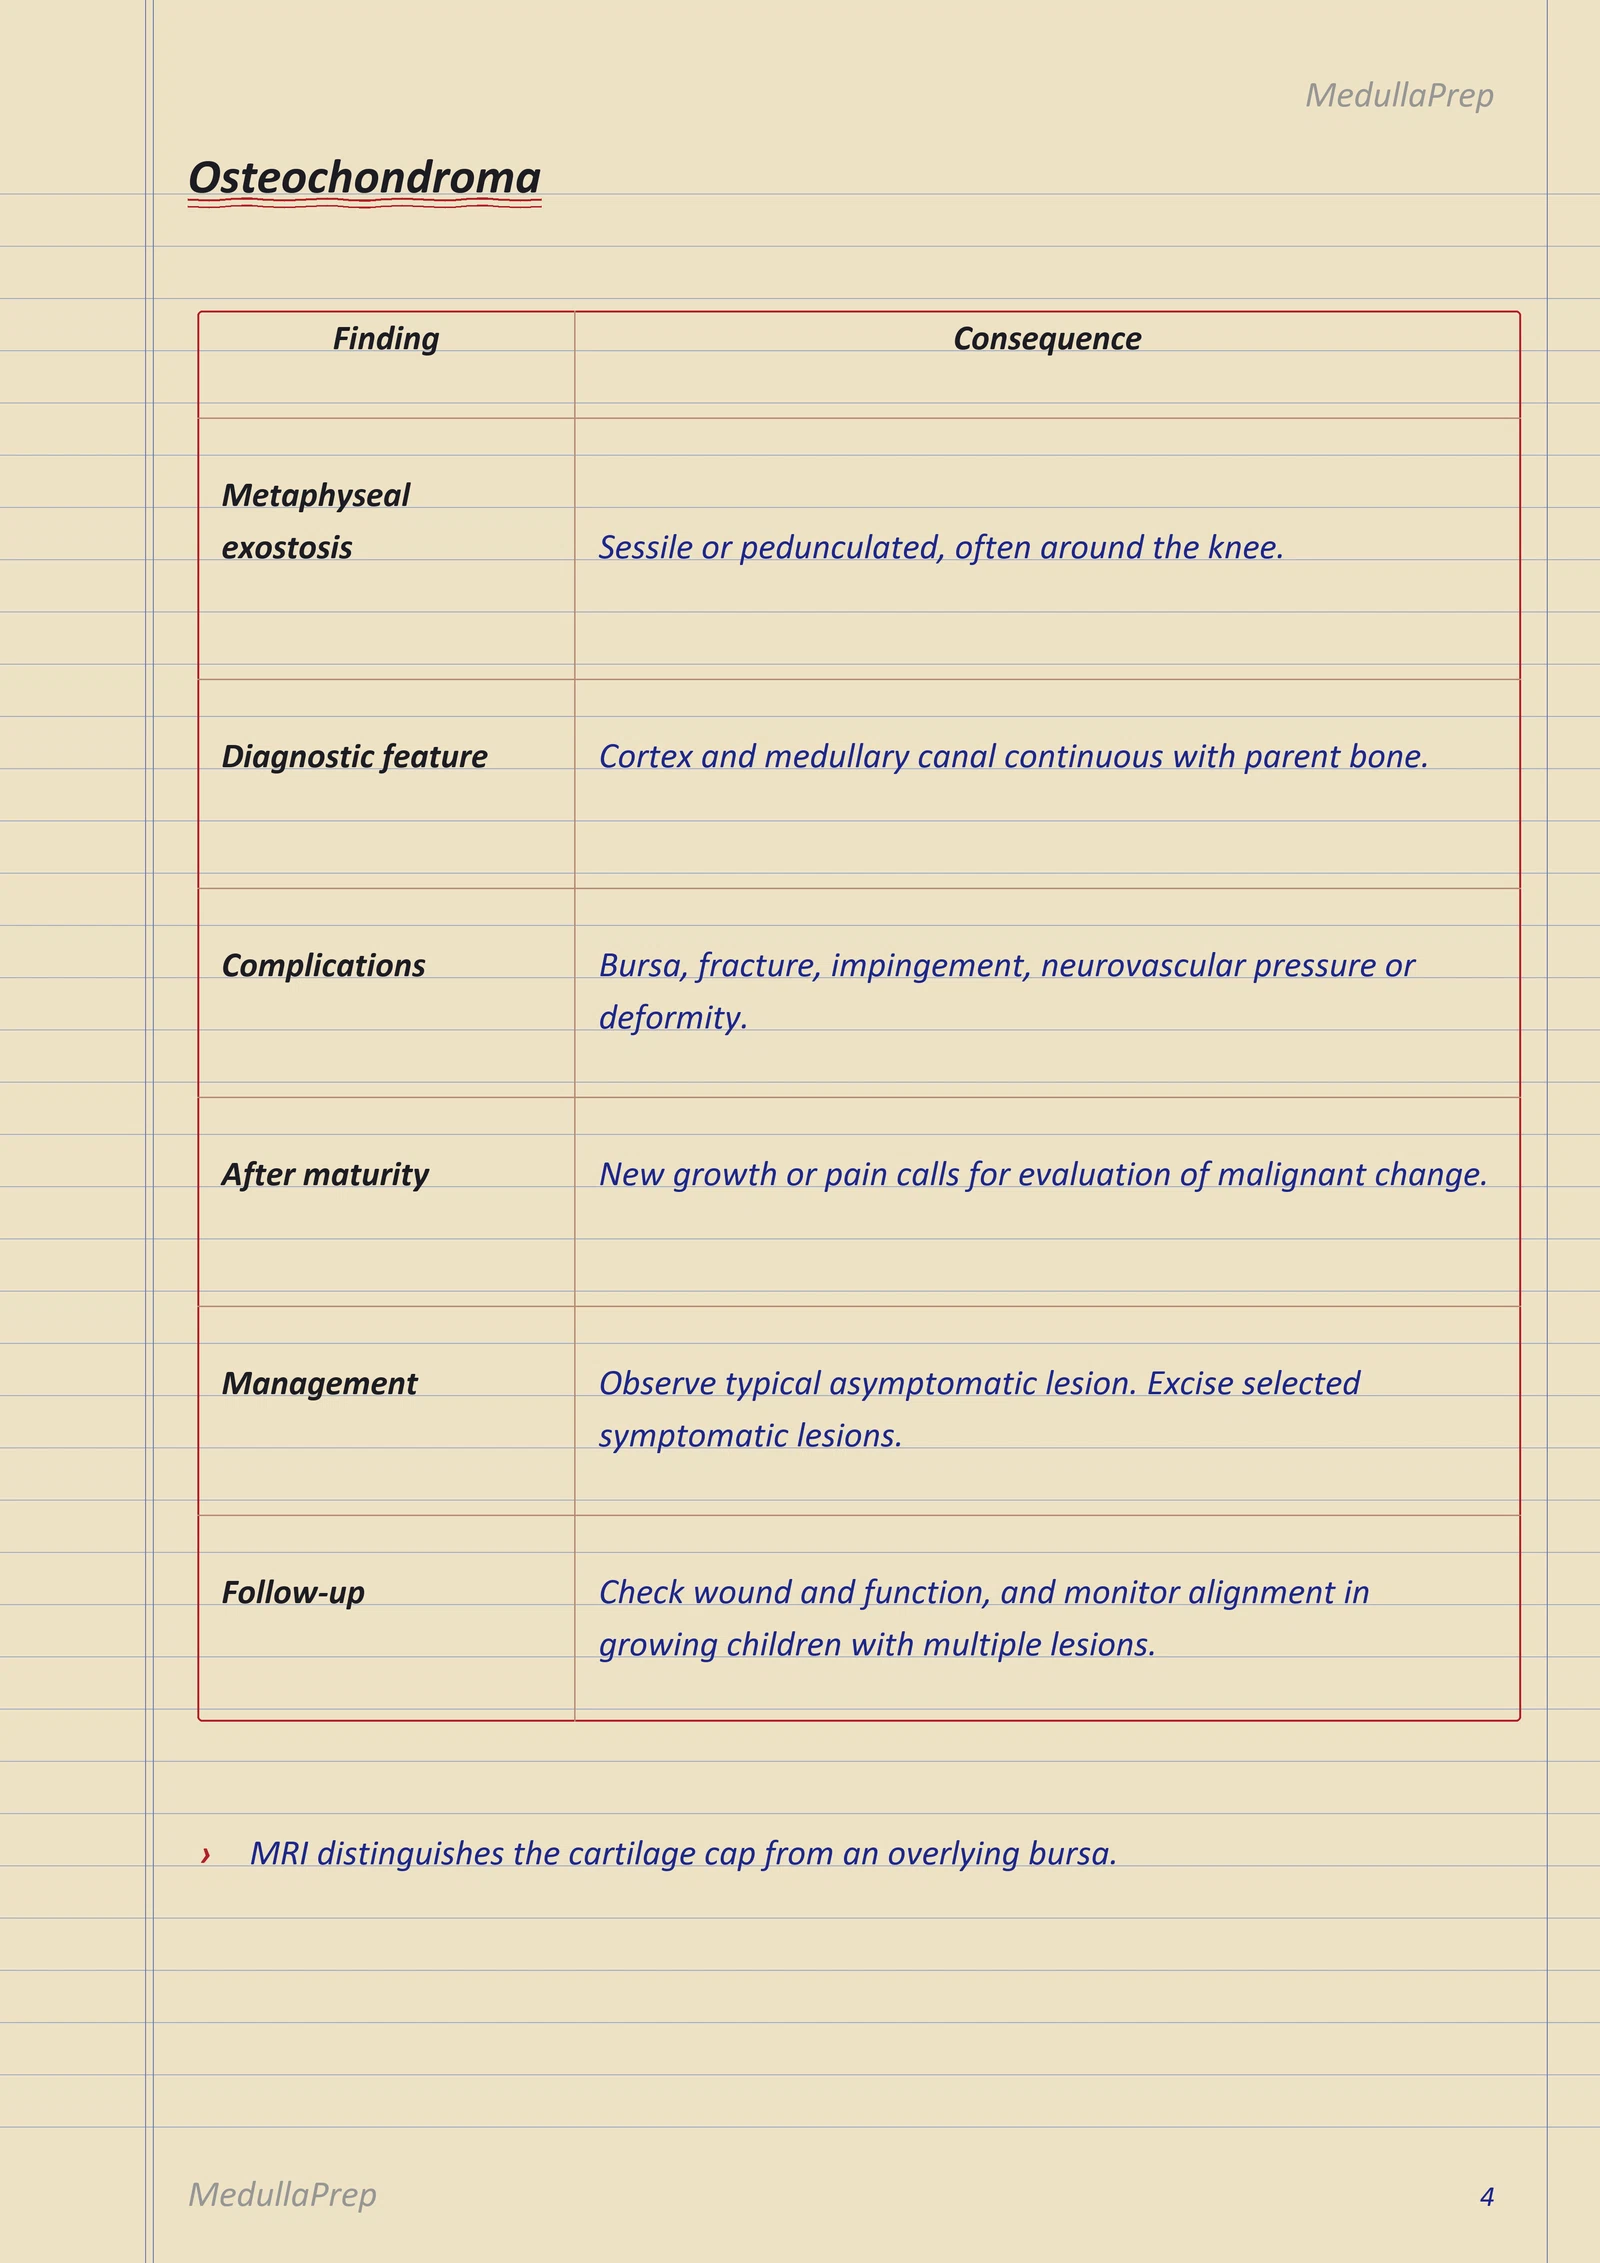 MedullaPrep
Osteochondroma
Finding
Consequence
Metaphyseal
exostosis
Sessile or pedunculated, often around the knee.
Diagnostic feature
Cortex and medullary canal continuous with parent bone.
Complications
Bursa, fracture, impingement, neurovascular pressure or
deformity.
After maturity
New growth or pain calls for evaluation of malignant change.
Management
Observe typical asymptomatic lesion. Excise selected
symptomatic lesions.
Follow-up
Check wound and function, and monitor alignment in
growing children with multiple lesions.
› MRI distinguishes the cartilage cap from an overlying bursa.
MedullaPrep
4